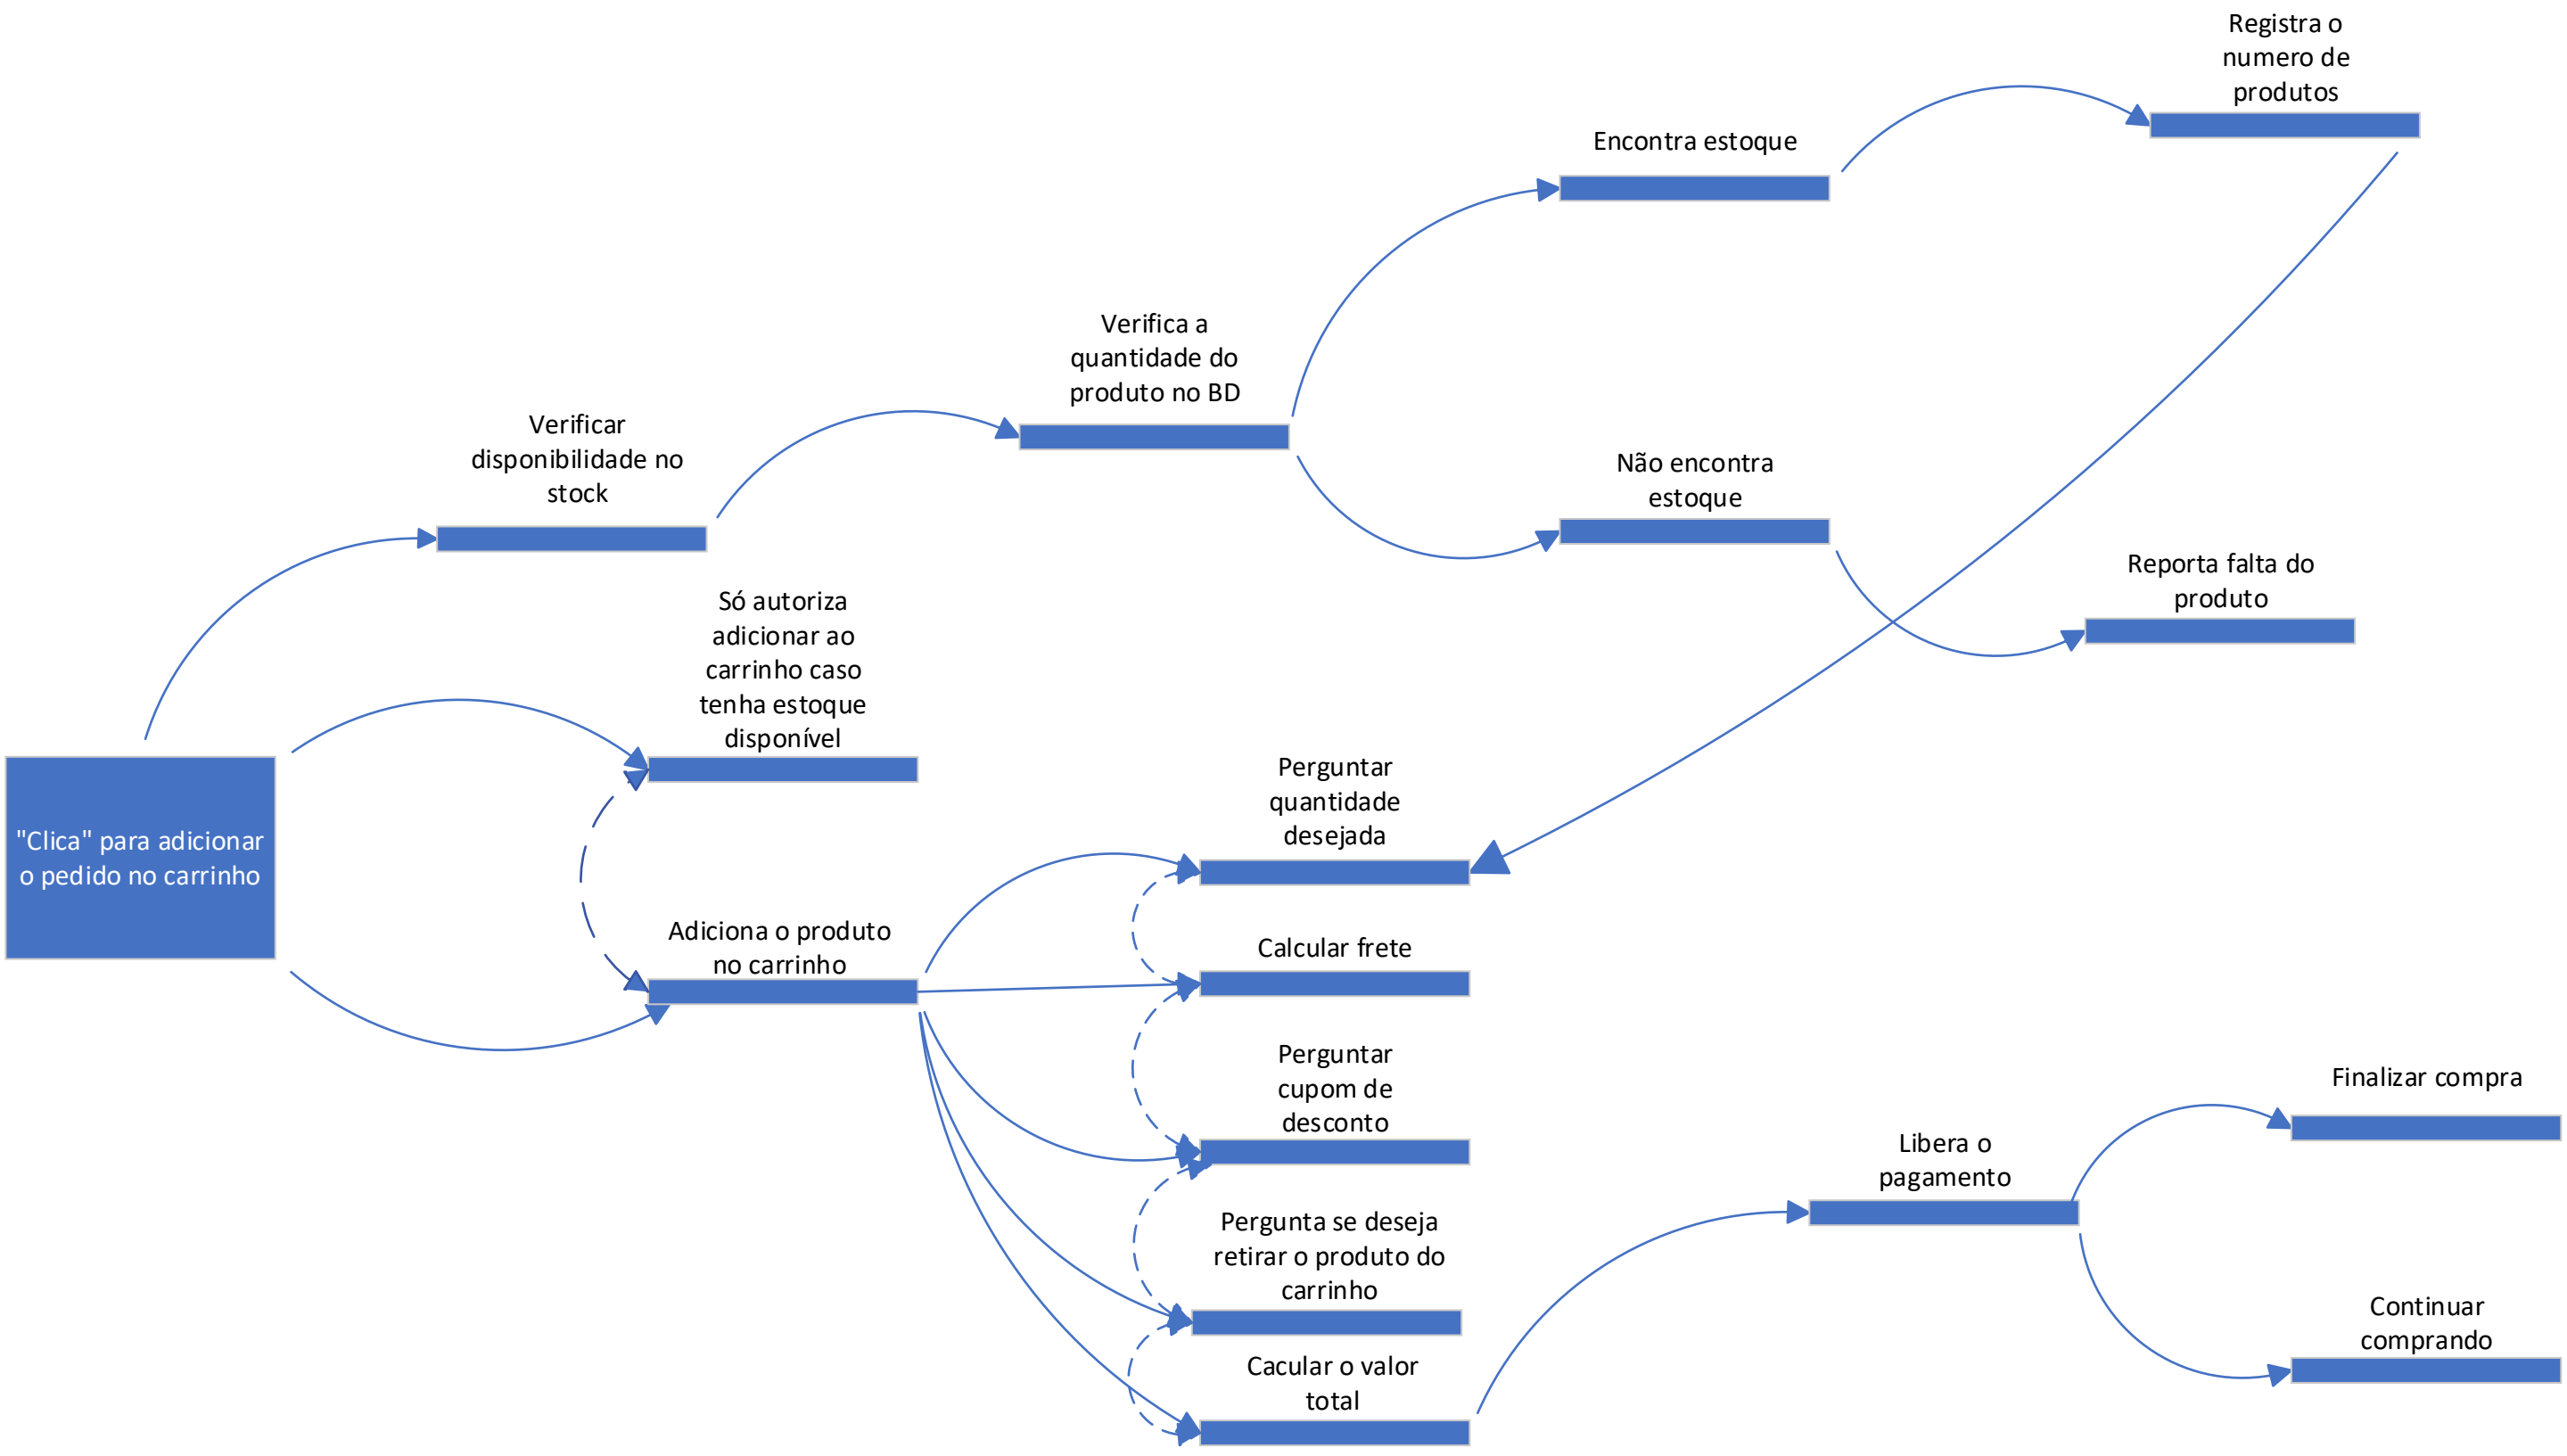 Registra o
numero de
produtos
Encontra estoque
Verifica a
quantidade do
produto no BD
Verificar
disponibilidade no
stock
Não encontra
estoque
Reporta falta do
produto
Só autoriza
adicionar ao
carrinho caso
tenha estoque
disponível
"Clica" para adicionar
o pedido no carrinho
Perguntar
quantidade
desejada
Adiciona o produto
no carrinho
Calcular frete
Perguntar
cupom de
desconto
Pergunta se deseja
retirar o produto do
carrinho
Cacular o valor
total
Libera o
pagamento
Finalizar compra
Continuar
comprando